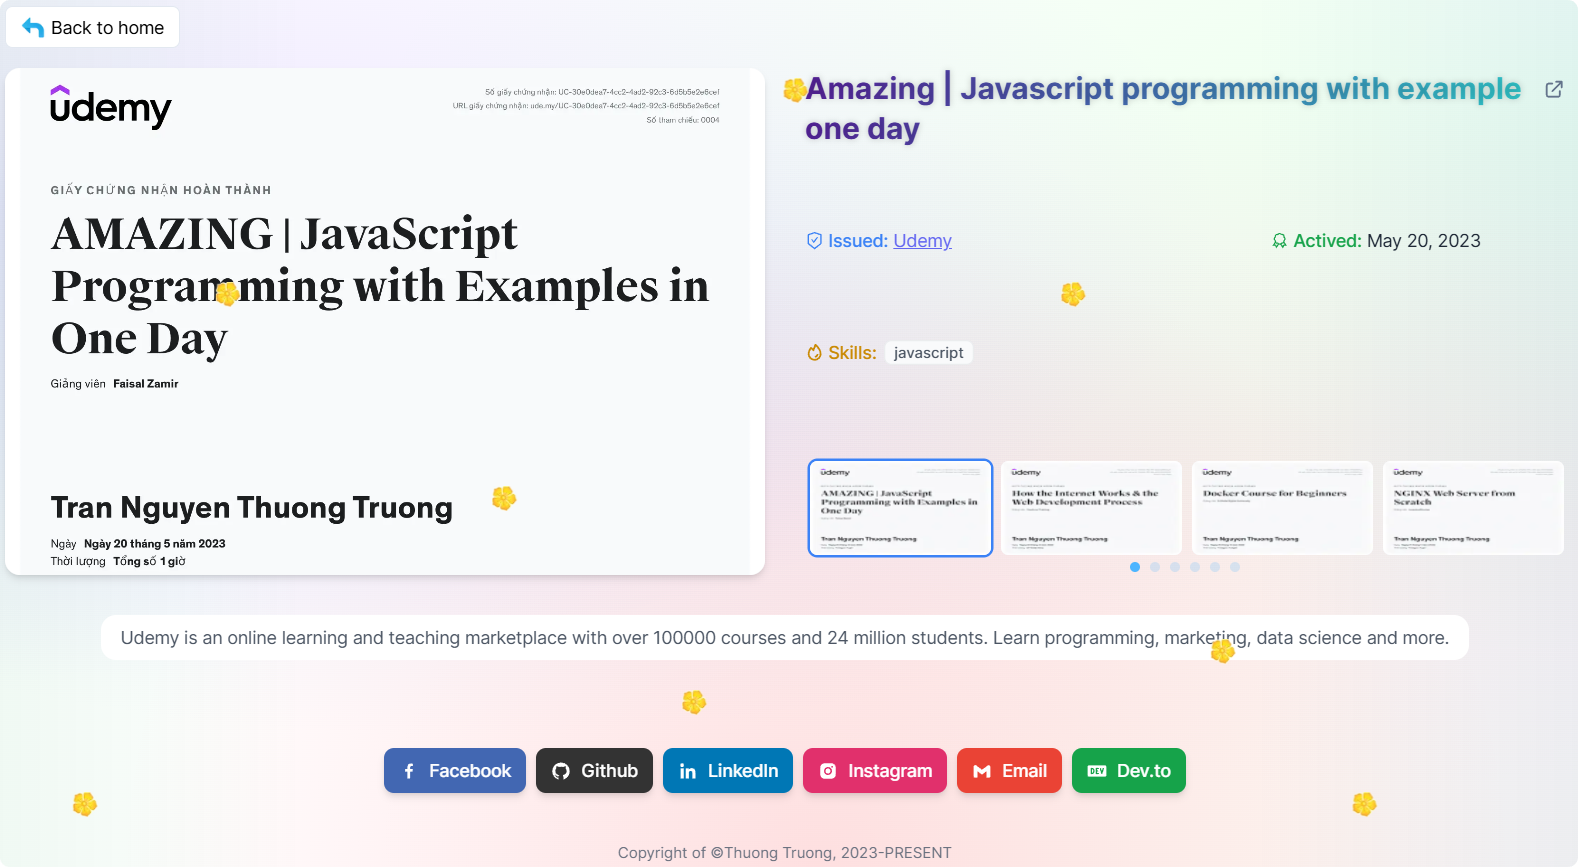 Back to home
udemy
Số giấy chứng nhận: UC-30e0dea7-4cc2-4ad2-92c3-6d5b5e2e6cef
URL giấy chứng nhận: ude.my/UC-30e0dea7-4cc2-4ad2-92c3-6d5b5e2e6cef
Số tham chiếu: 0004
GIẤY CHỨNG NHẬN HOÀN THÀNH
AMAZING | JavaScript
Programming with Examples in
One Day
Giảng viên Faisal Zamir
Tran Nguyen Thuong Truong
Ngày Ngày 20 tháng 5 năm 2023
Thời lượng Tổng số 1 giờ
Amazing | Javascript programming with example
one day
Issued: Udemy
Actived: May 20, 2023
Skills: javascript
udemy
AMAZING | JavaScript
Programming with Examples in
One Day
Tran Nguyen Thuong Truong
udemy
How the Internet Works & the
Web Development Process
Tran Nguyen Thuong Truong
udemy
Docker Course for Beginners
Tran Nguyen Thuong Truong
udemy
NGINX Web Server from
Scratch
Tran Nguyen Thuong Truong
Udemy is an online learning and teaching marketplace with over 100000 courses and 24 million students. Learn programming, marketing, data science and more.
Facebook
Github
LinkedIn
Instagram
Email
DEV Dev.to
Copyright of ©Thuong Truong, 2023-PRESENT